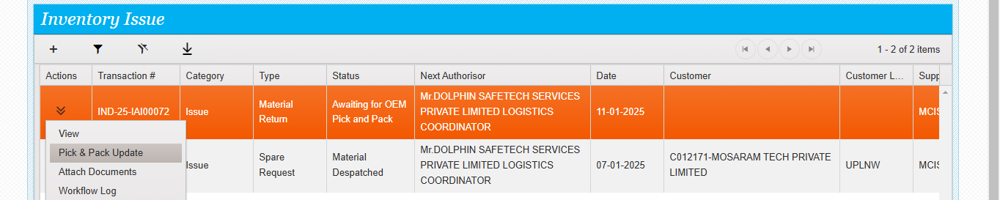 Inventory Issue
1 - 2 of 2 items
Actions Transaction # Category Type Status Next Authorisor Date Customer Customer L... Supp
IND-25-IAI00072 Issue Material Return Awaiting for OEM Pick and Pack Mr.DOLPHIN SAFETECH SERVICES PRIVATE LIMITED LOGISTICS COORDINATOR 11-01-2025 MCIS
View
Pick & Pack Update
Attach Documents
Workflow Log
Issue Spare Request Material Despatched Mr.DOLPHIN SAFETECH SERVICES PRIVATE LIMITED LOGISTICS COORDINATOR 07-01-2025 C012171-MOSARAM TECH PRIVATE LIMITED UPLNW MCIS